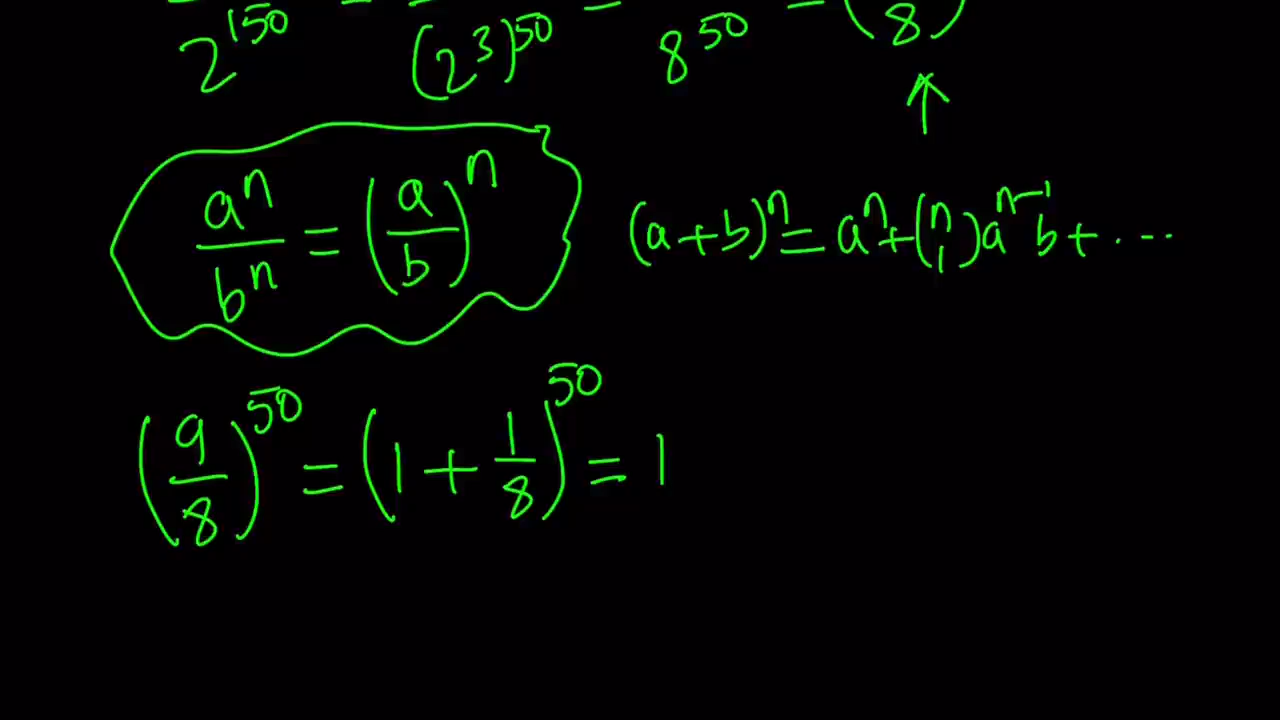 2^150 = (2^3)^50 = 8^50 = (8)
a^n/b^n = (a/b)^n
(a+b)^n = a^n + (n 1)a^(n-1)b + ....
(9/8)^50 = (1 + 1/8)^50 = 1